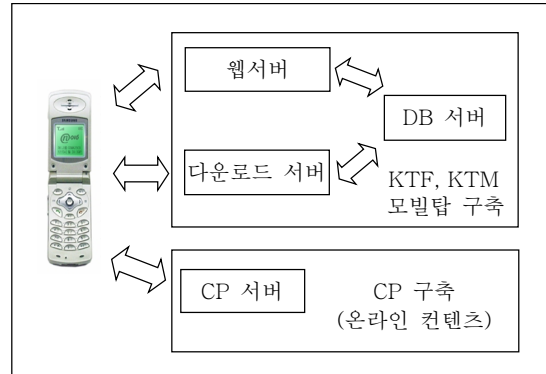 웹서버
DB 서버
다운로드 서버
KTF, KTM
모빌탑 구축
CP 서버
CP 구축
(온라인 컨텐츠)